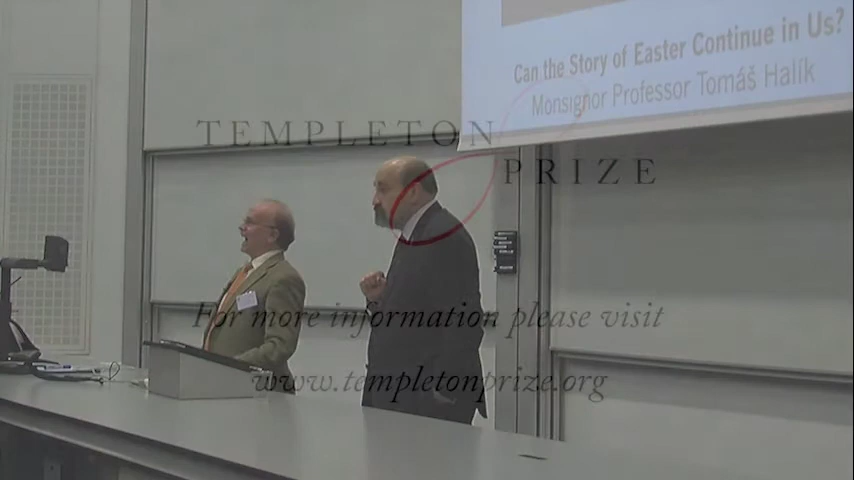 Can the Story of Easter Continue in Us?
Monsignor Professor Tomáš Halík
TEMPLETON
PRIZE
For more information please visit
www.templetonprize.org